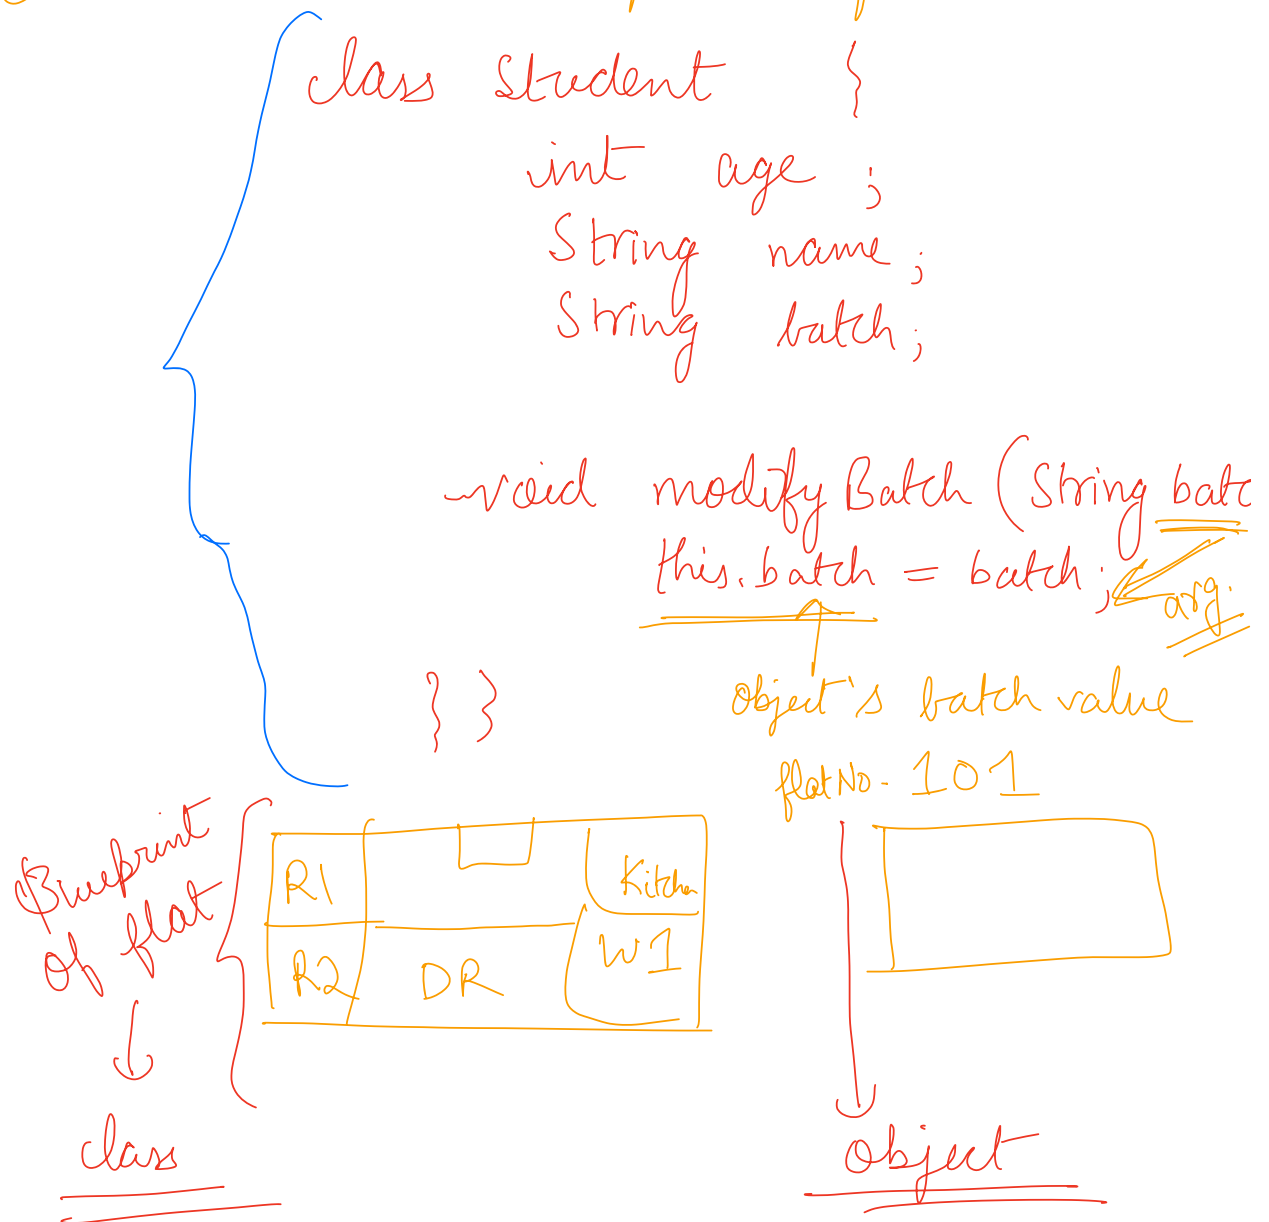 class Student {
int age ;
String name ;
String batch ;
void modifyBatch (String batc
this.batch = batch ;
arg.
} }
object's batch value
flatNo - 101
Blueprint
of flat
R1
Kitchen
R2
DR
W1
class
object